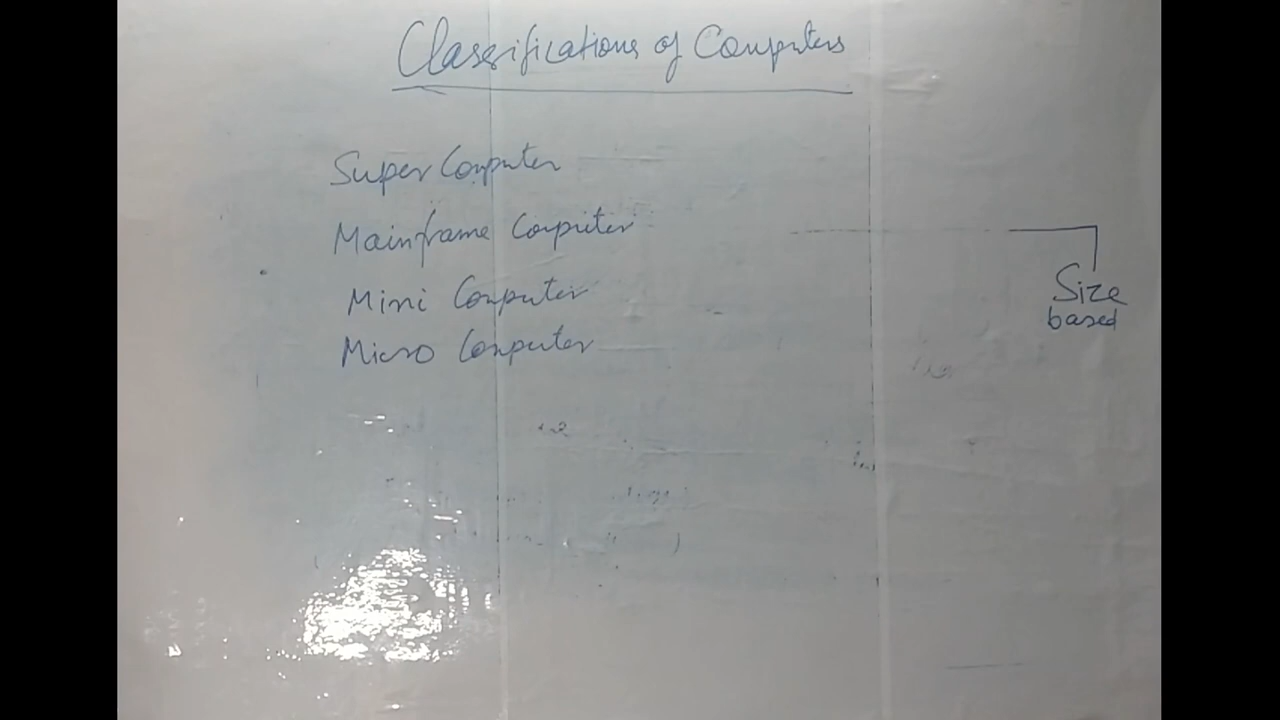 Classifications of Computers
Super Computer
Mainframe Computer
Mini Computer
Micro Computer
Size
based